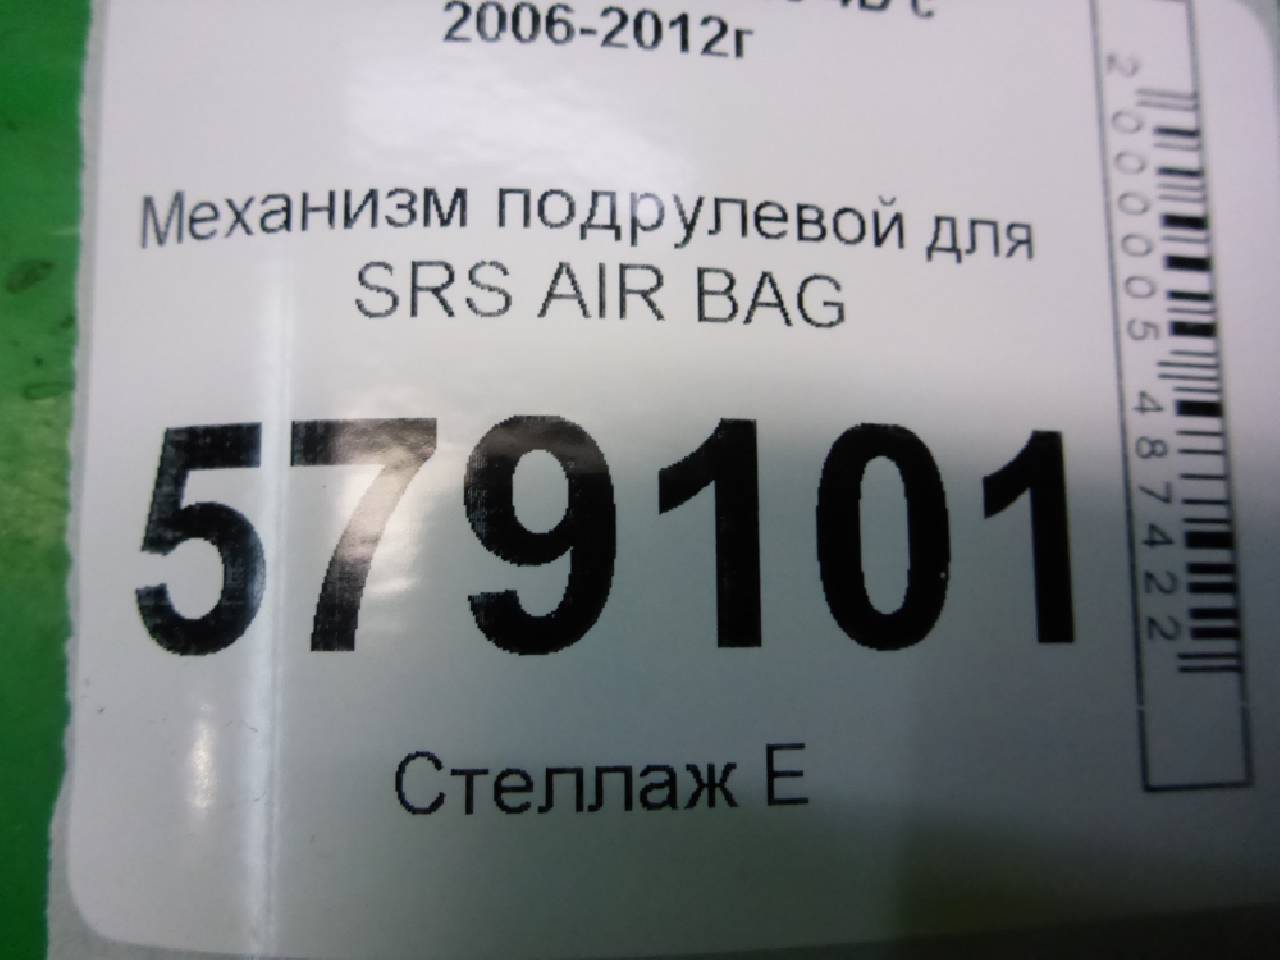 2006-2012г
Механизм подрулевой для
SRS AIR BAG
579101
Стеллаж Е
2000005487422